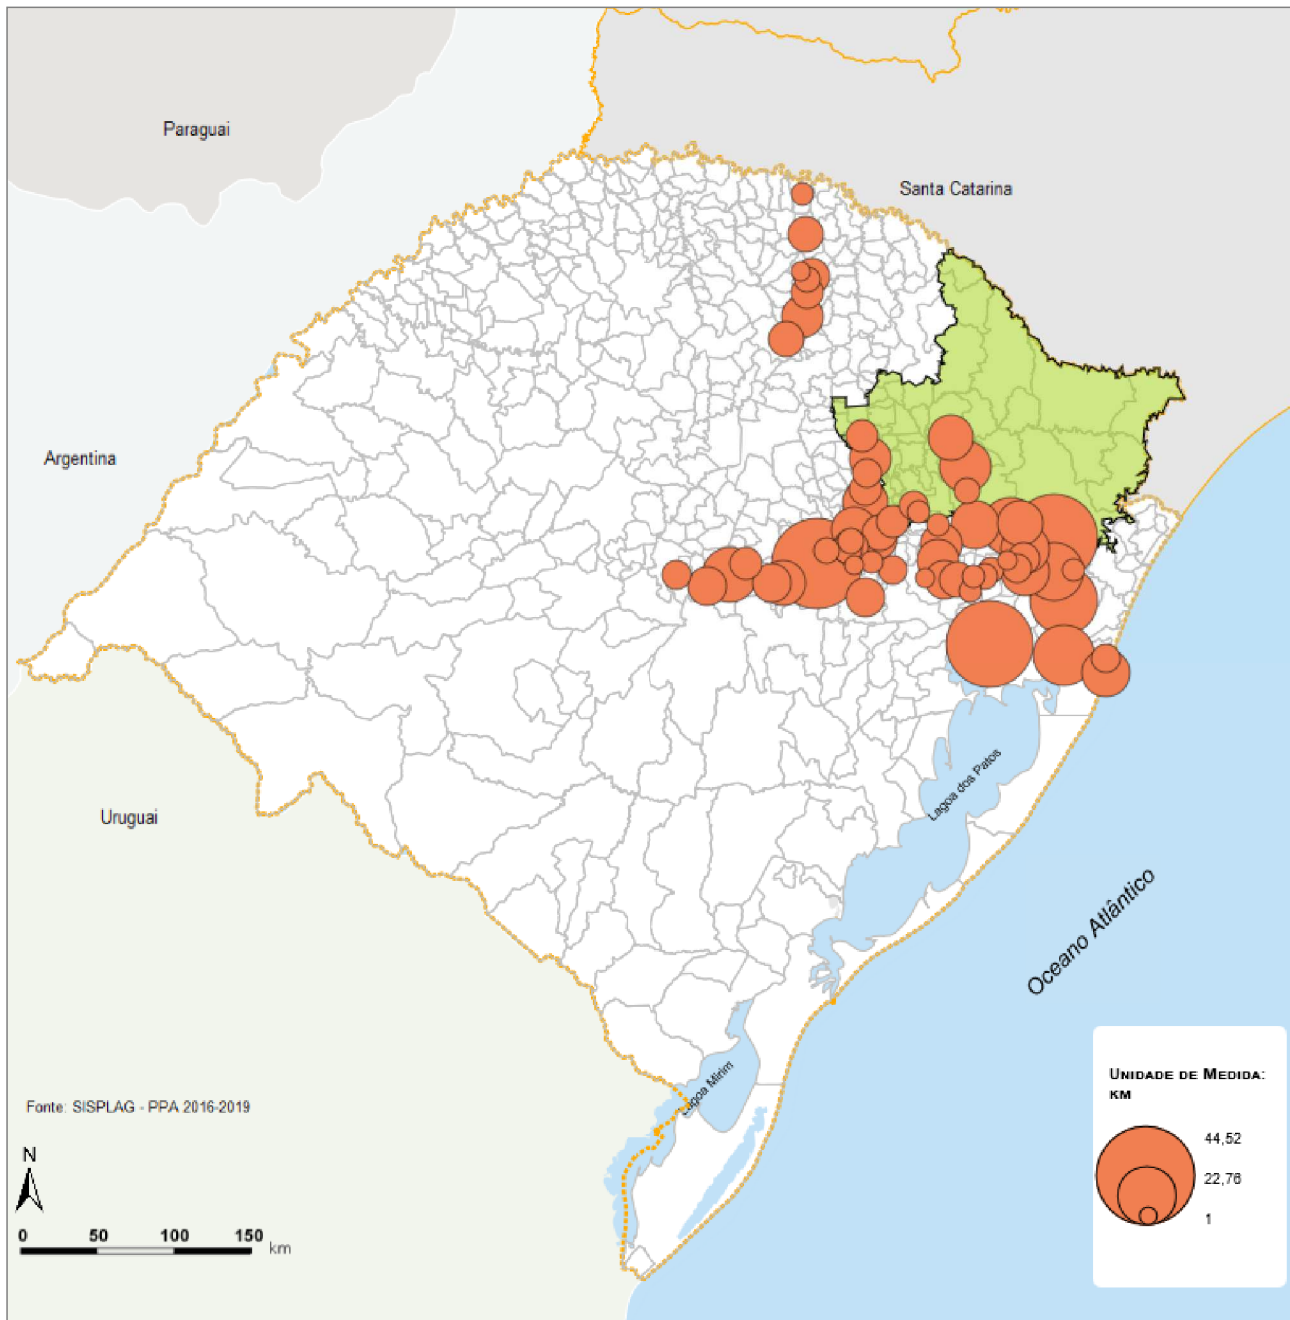 Paraguai
Santa Catarina
Argentina
Uruguai
Lagoa dos Patos
Oceano Atlântico
Lagoa Mirim
Fonte: SISPLAG - PPA 2016-2019
N
0 50 100 150
km
UNIDADE DE MEDIDA:
KM
44,52
22,76
1